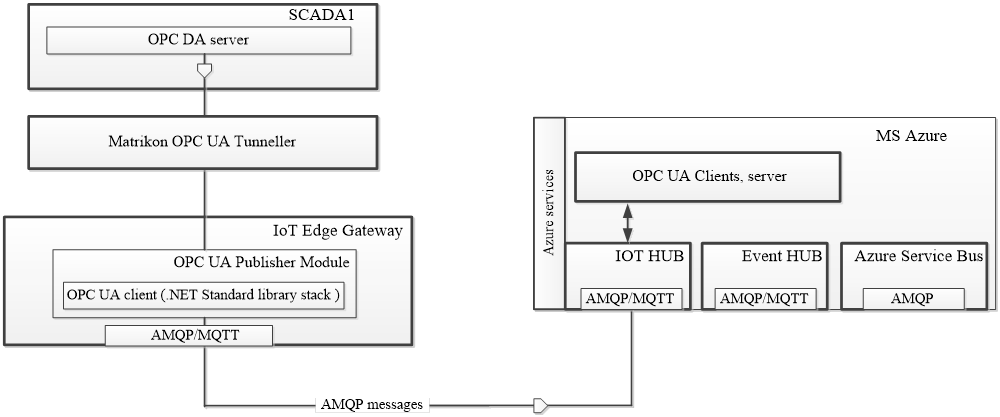 SCADA1
OPC DA server
Matrikon OPC UA Tunneller
IoT Edge Gateway
OPC UA Publisher Module
OPC UA client (.NET Standard library stack )
AMQP/MQTT
AMQP messages
Azure services
MS Azure
OPC UA Clients, server
IOT HUB
AMQP/MQTT
Event HUB
AMQP/MQTT
Azure Service Bus
AMQP